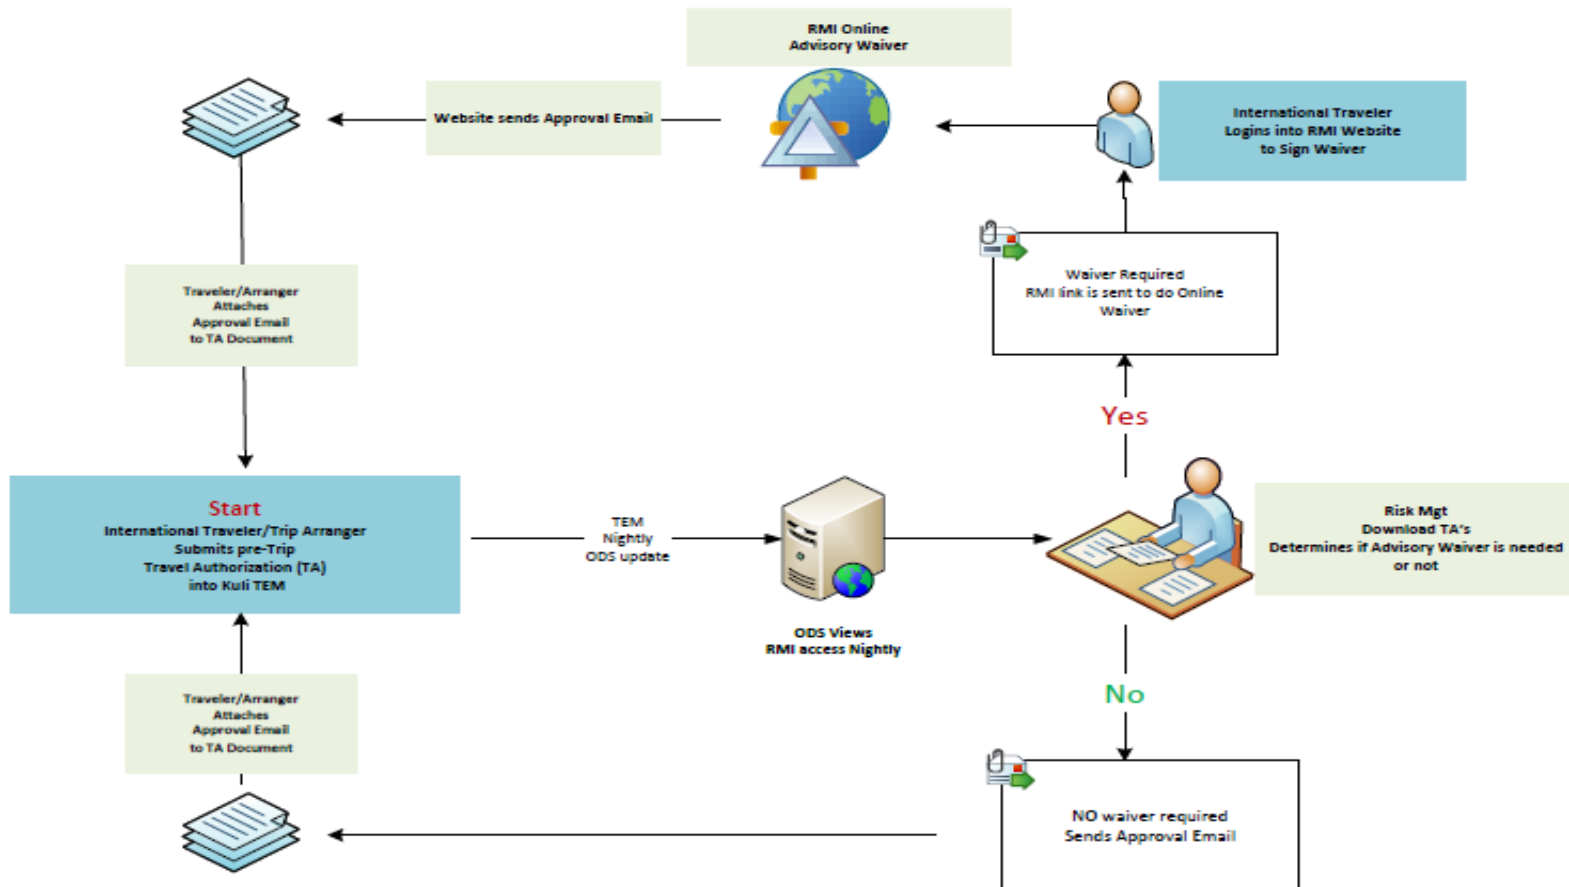 RMI Online
Advisory Waiver
Website sends Approval Email
International Traveler
Logins into RMI Website
to Sign Waiver
Traveler/Arranger
Attaches
Approval Email
to TA Document
Waiver Required
RMI link is sent to do Online
Waiver
Yes
Start
International Traveler/Trip Arranger
Submits pre-Trip
Travel Authorization (TA)
into Kuli TEM
TEM
Nightly
ODS update
ODS Views
RMI access Nightly
Risk Mgt
Download TA's
Determines if Advisory Waiver is needed
or not
No
Traveler/Arranger
Attaches
Approval Email
to TA Document
NO waiver required
Sends Approval Email